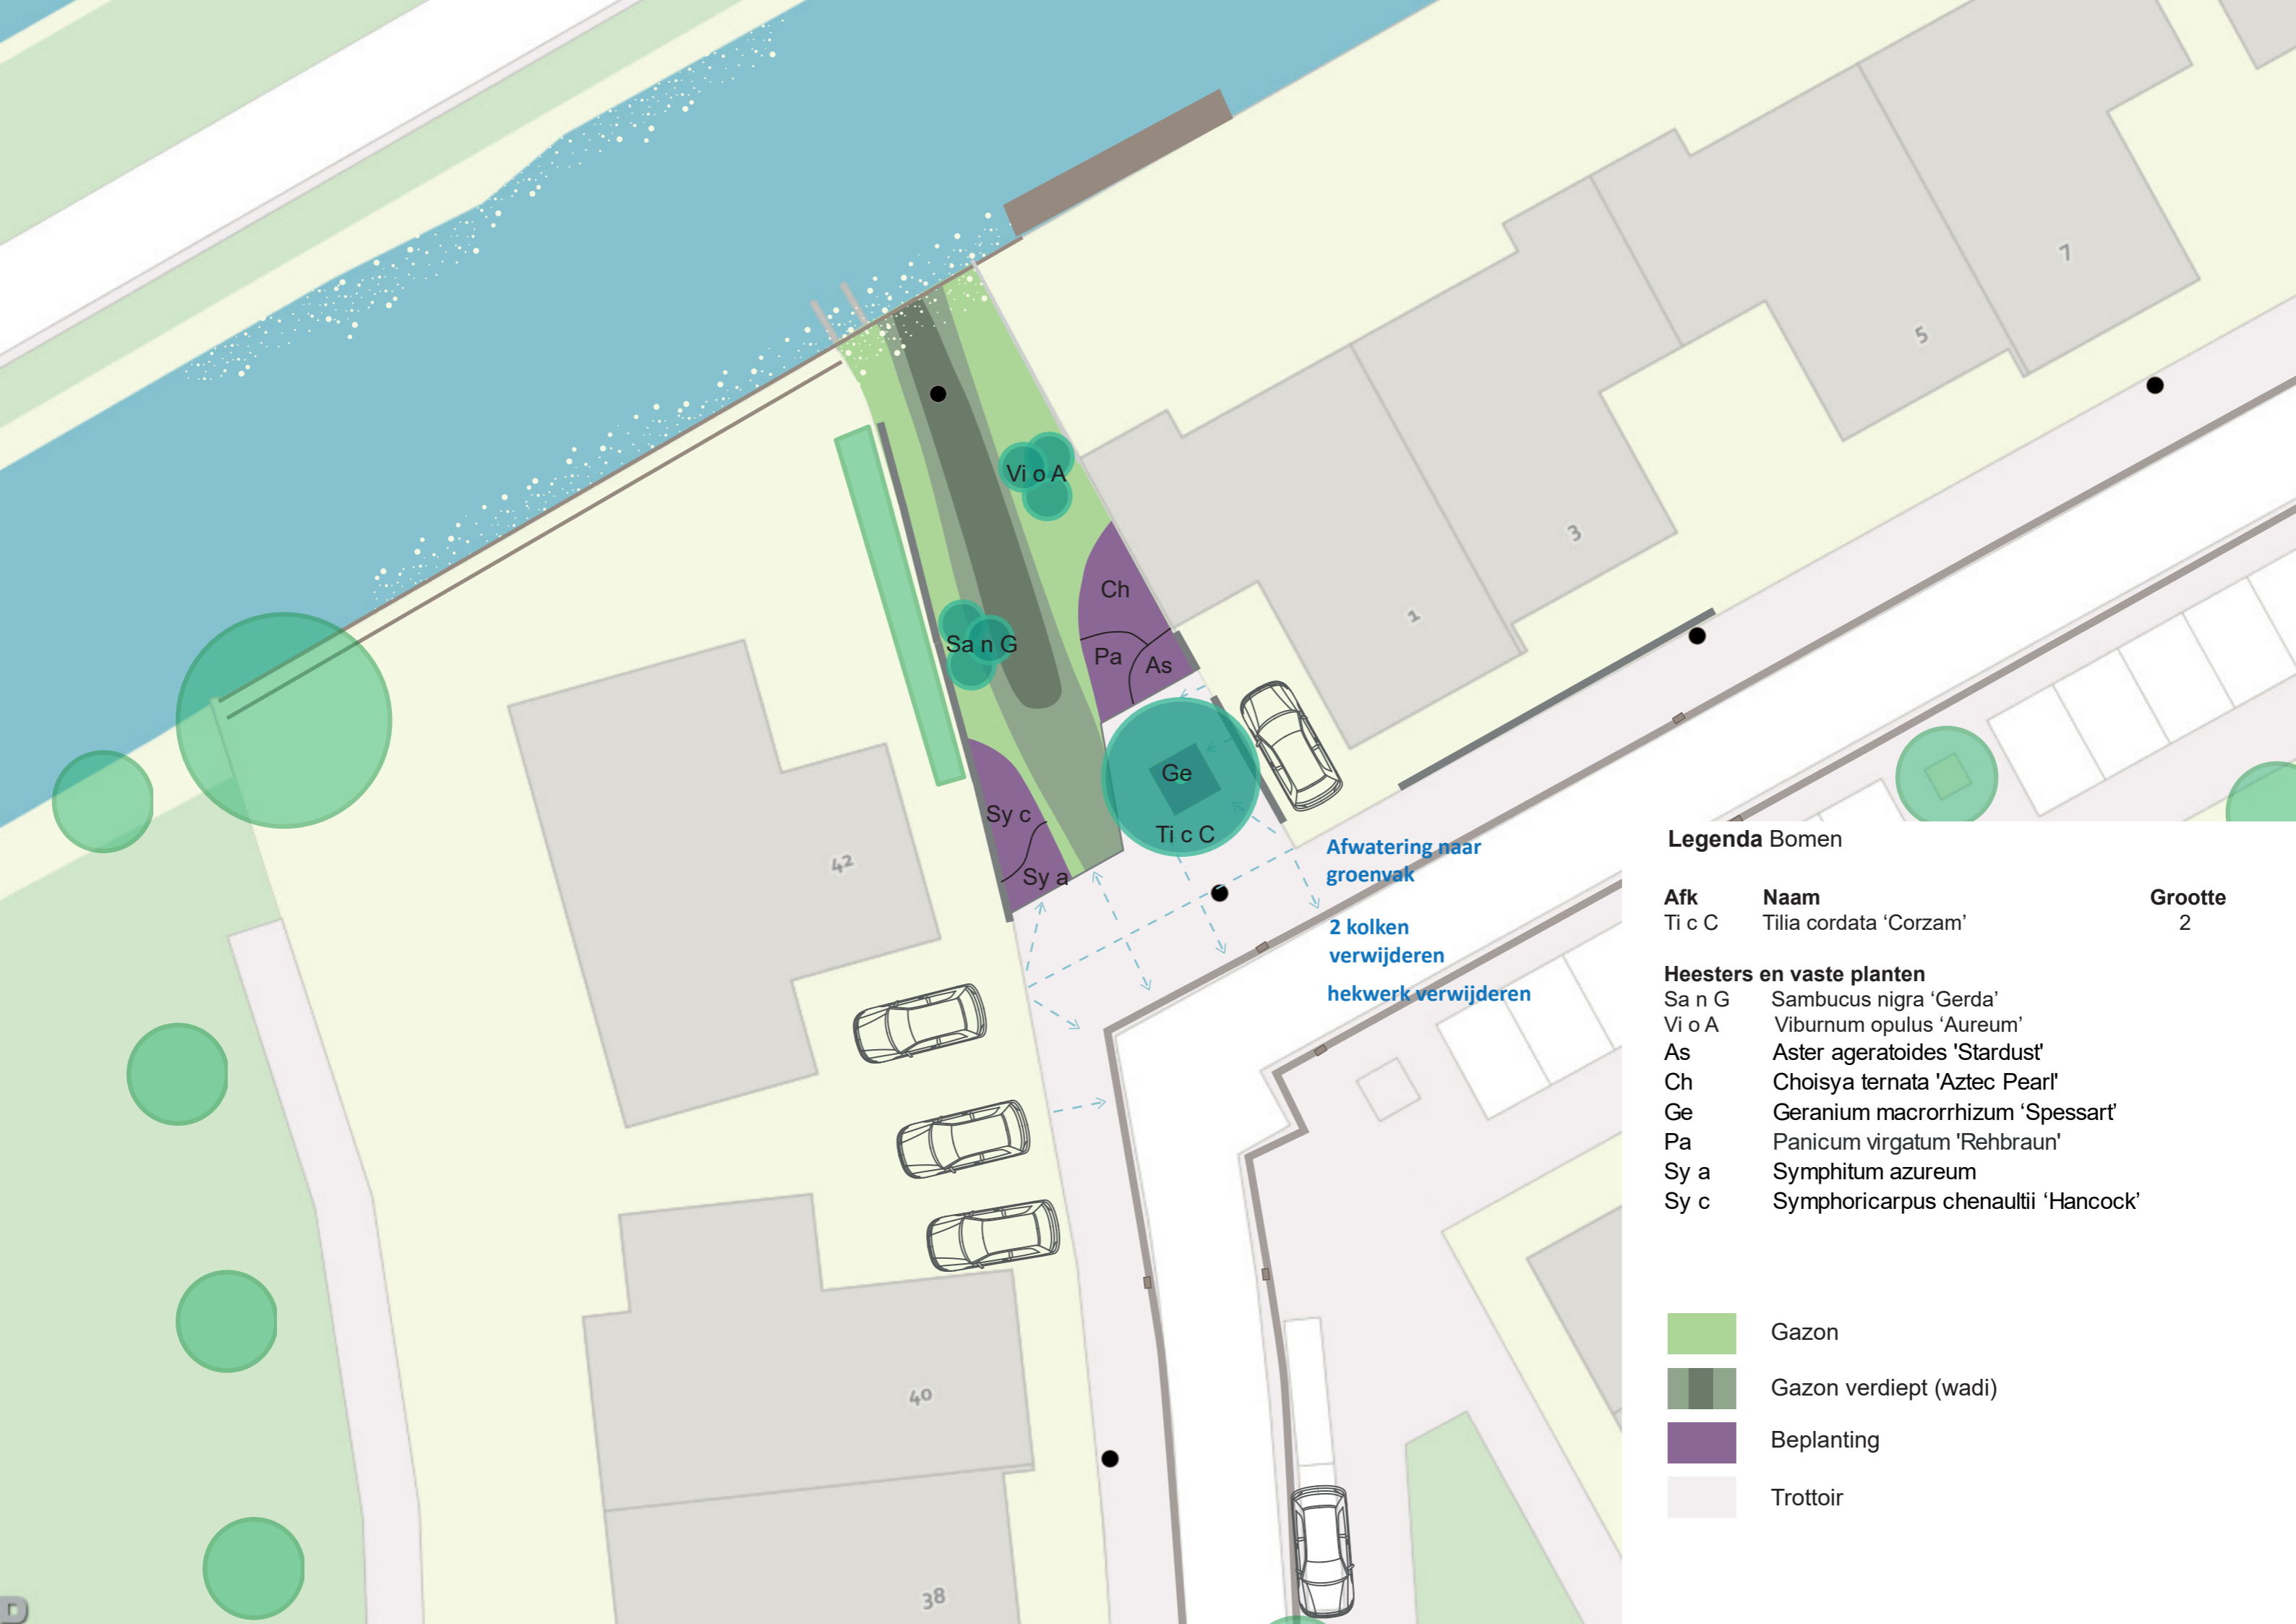 7
5
3
1
Vi o A
Ch
Sa n G
Pa
As
Ge
Ti c C
Sy c
Sy a
42
40
38
Afwatering naar
groenvak
2 kolken
verwijderen
hekwerk verwijderen
Legenda Bomen
Afk Naam Grootte
Ti c C Tilia cordata ‘Corzam’ 2
Heesters en vaste planten
Sa n G Sambucus nigra ‘Gerda’
Vi o A Viburnum opulus ‘Aureum’
As Aster ageratoides 'Stardust'
Ch Choisya ternata 'Aztec Pearl'
Ge Geranium macrorrhizum ‘Spessart’
Pa Panicum virgatum 'Rehbraun'
Sy a Symphitum azureum
Sy c Symphoricarpus chenaultii ‘Hancock’
Gazon
Gazon verdiept (wadi)
Beplanting
Trottoir